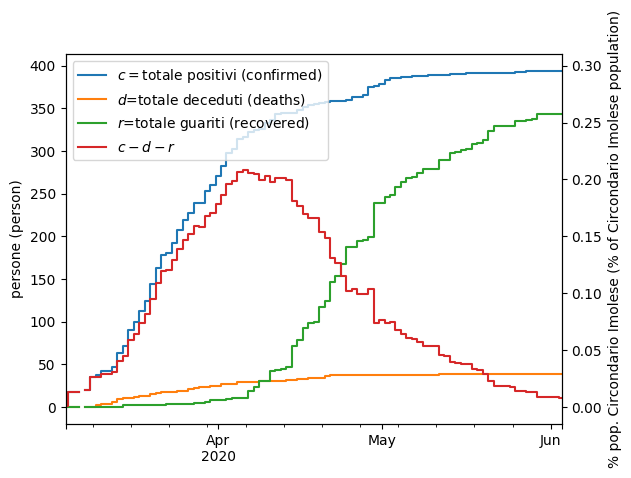 c = totale positivi (confirmed)
d=totale deceduti (deaths)
r=totale guariti (recovered)
c − d − r
400
350
300
250
200
150
100
50
0
persone (person)
0.30
0.25
0.20
0.15
0.10
0.05
0.00
% pop. Circondario Imolese (% of Circondario Imolese population)
Apr
2020
May
Jun